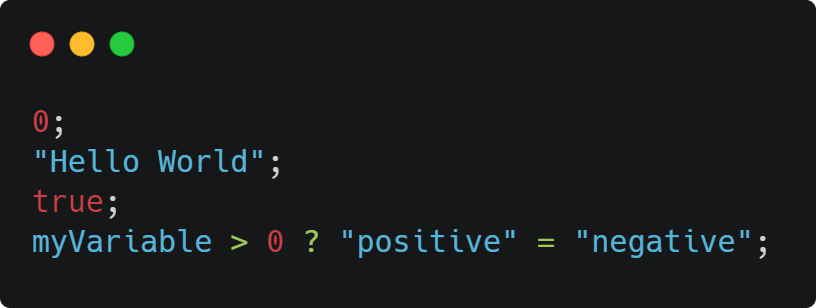 0;
"Hello World";
true;
myVariable > 0 ? "positive" = "negative";